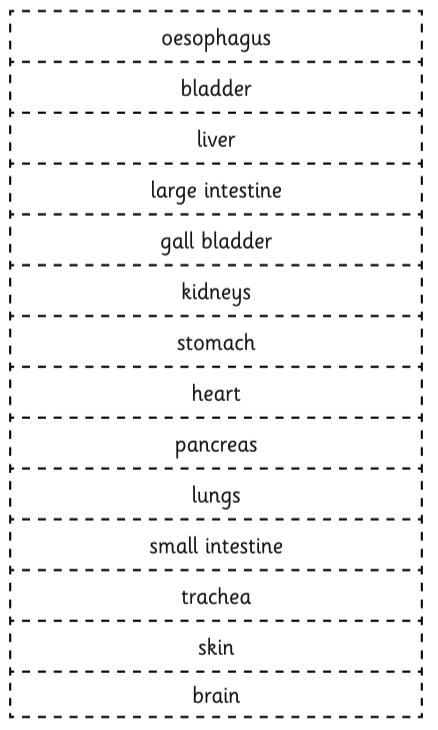 oesophagus
bladder
liver
large intestine
gall bladder
kidneys
stomach
heart
pancreas
lungs
small intestine
trachea
skin
brain